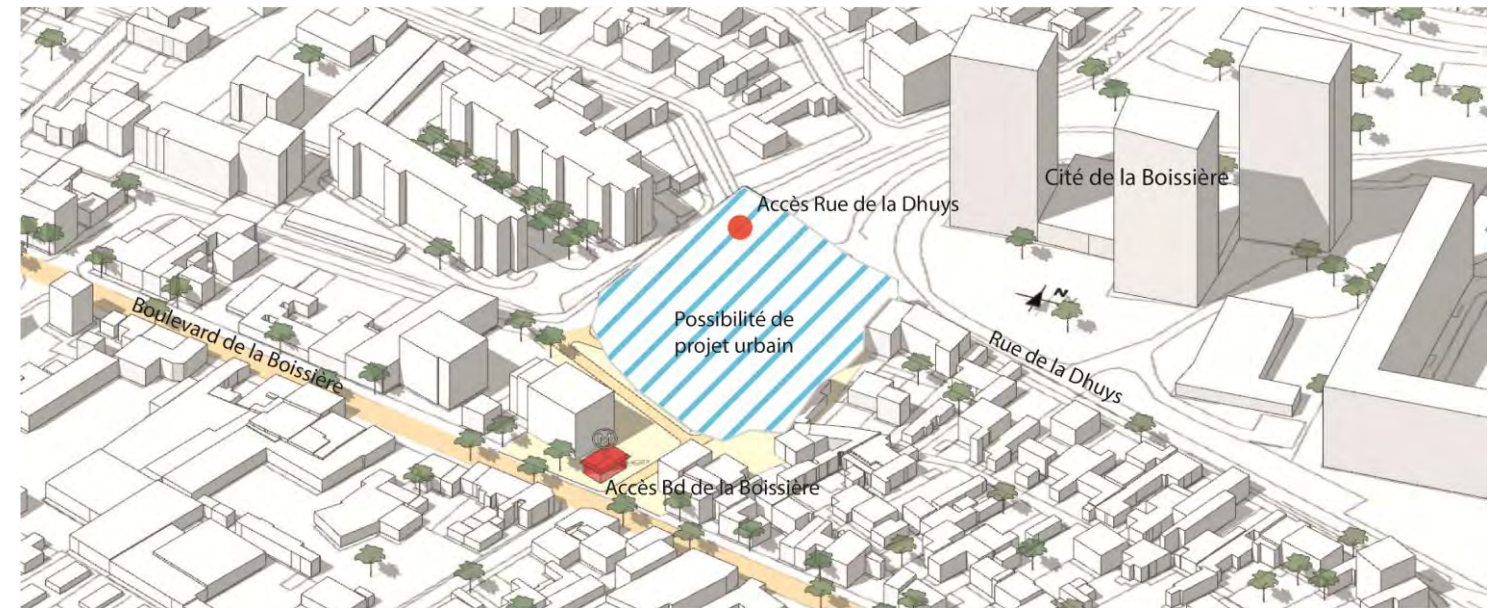 Accès Rue de la Dhuys
Cité de la Boissière
N
Possibilité de
projet urbain
Boulevard de la Boissière
Rue de la Dhuys
M
Accès Bd de la Boissière